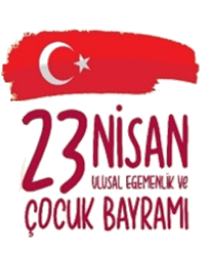 23 NİSAN
ULUSAL EGEMENLİK VE
ÇOCUK BAYRAMI